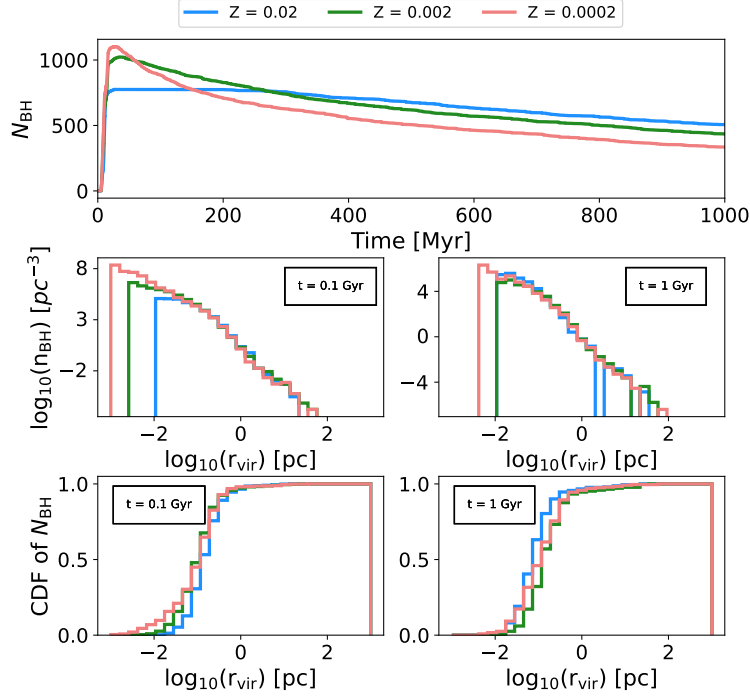 Z = 0.02 Z = 0.002 Z = 0.0002
N_BH
1000
500
0
0 200 400 600 800 1000
Time [Myr]
log₁₀(n_BH) [pc⁻³]
8
3
−2
t = 0.1 Gyr
−2 0 2
log₁₀(r_vir) [pc]
4
0
−4
t = 1 Gyr
−2 0 2
log₁₀(r_vir) [pc]
CDF of N_BH
1.0
0.5
0.0
t = 0.1 Gyr
−2 0 2
log₁₀(r_vir) [pc]
1.0
0.5
0.0
t = 1 Gyr
−2 0 2
log₁₀(r_vir) [pc]